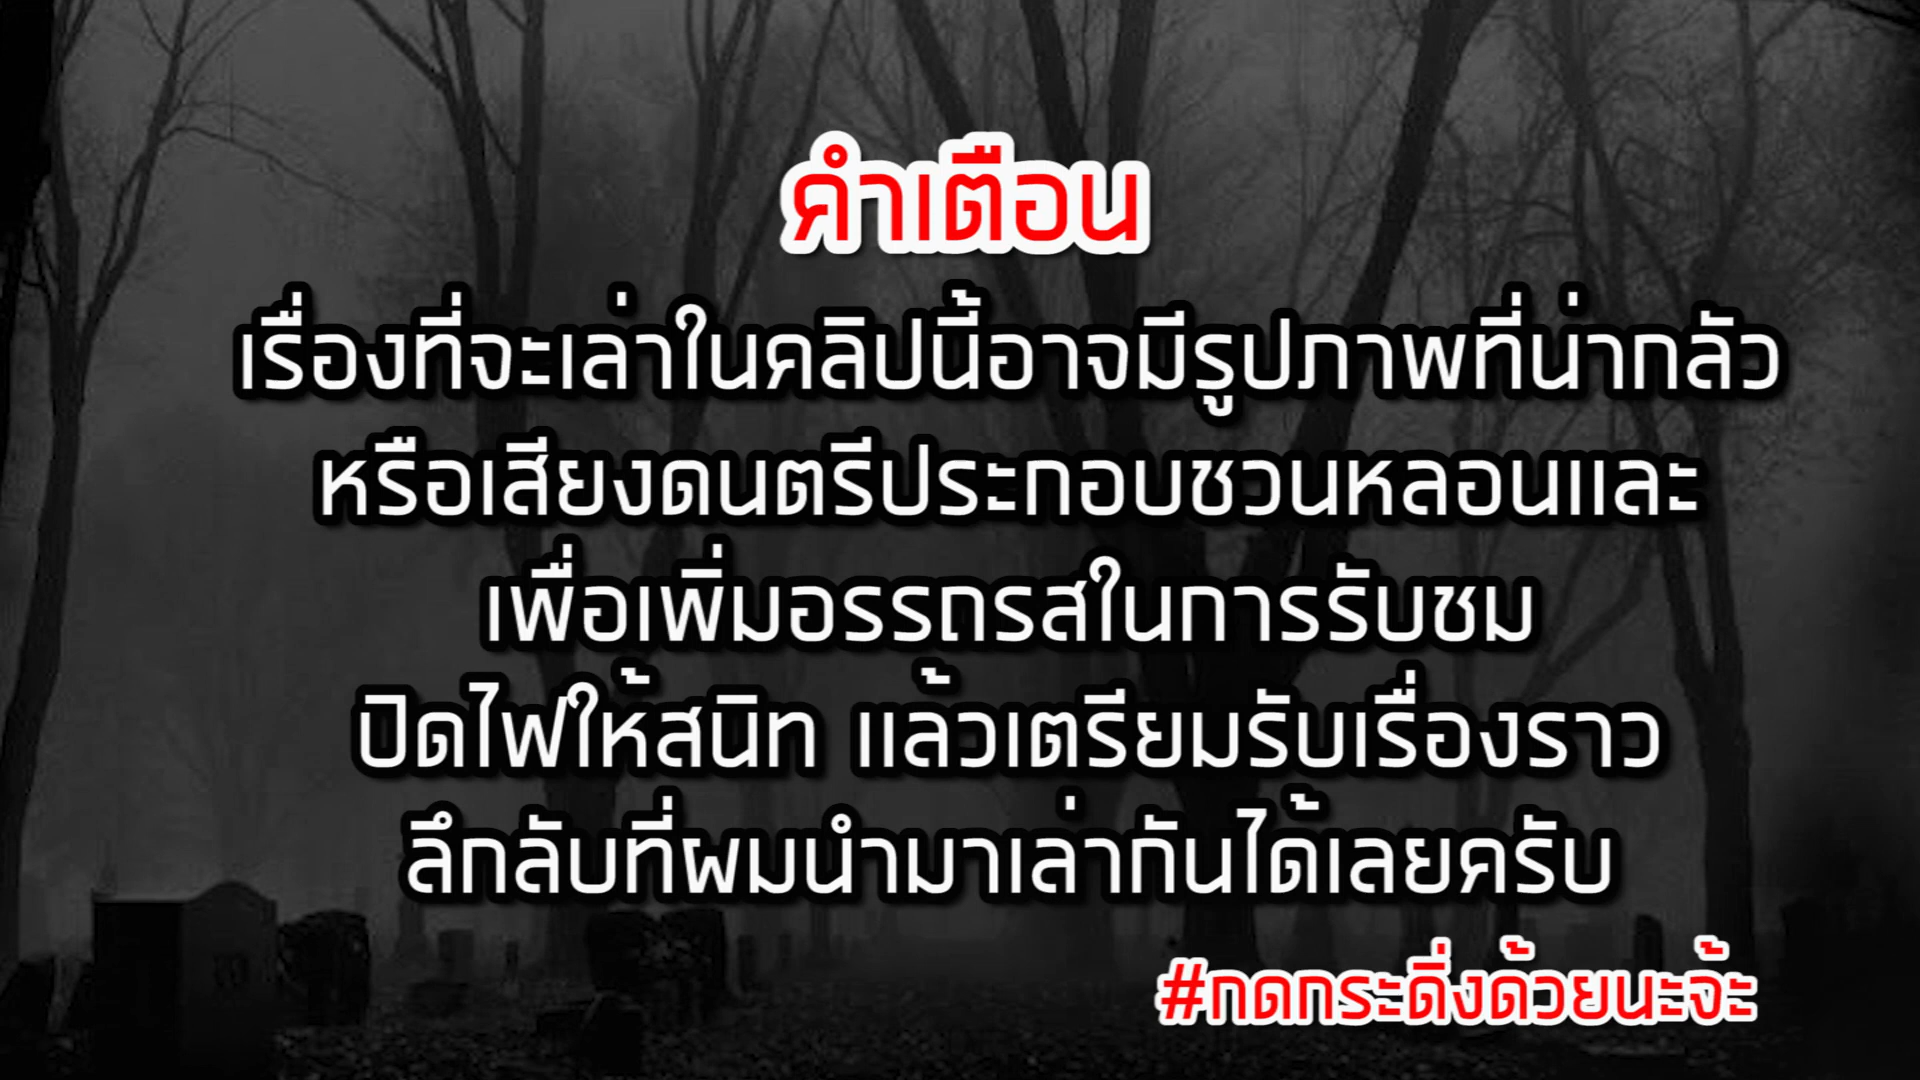 คำเตือน
เรื่องที่จะเล่าในคลิปนี้อาจมีรูปภาพที่น่ากลัว
หรือเสียงดนตรีประกอบชวนหลอนและ
เพื่อเพิ่มอรรถรสในการรับชม
ปิดไฟให้สนิท แล้วเตรียมรับเรื่องราว
ลึกลับที่ผมนำมาเล่ากันได้เลยครับ
#กดกระดิ่งด้วยนะจ้ะ